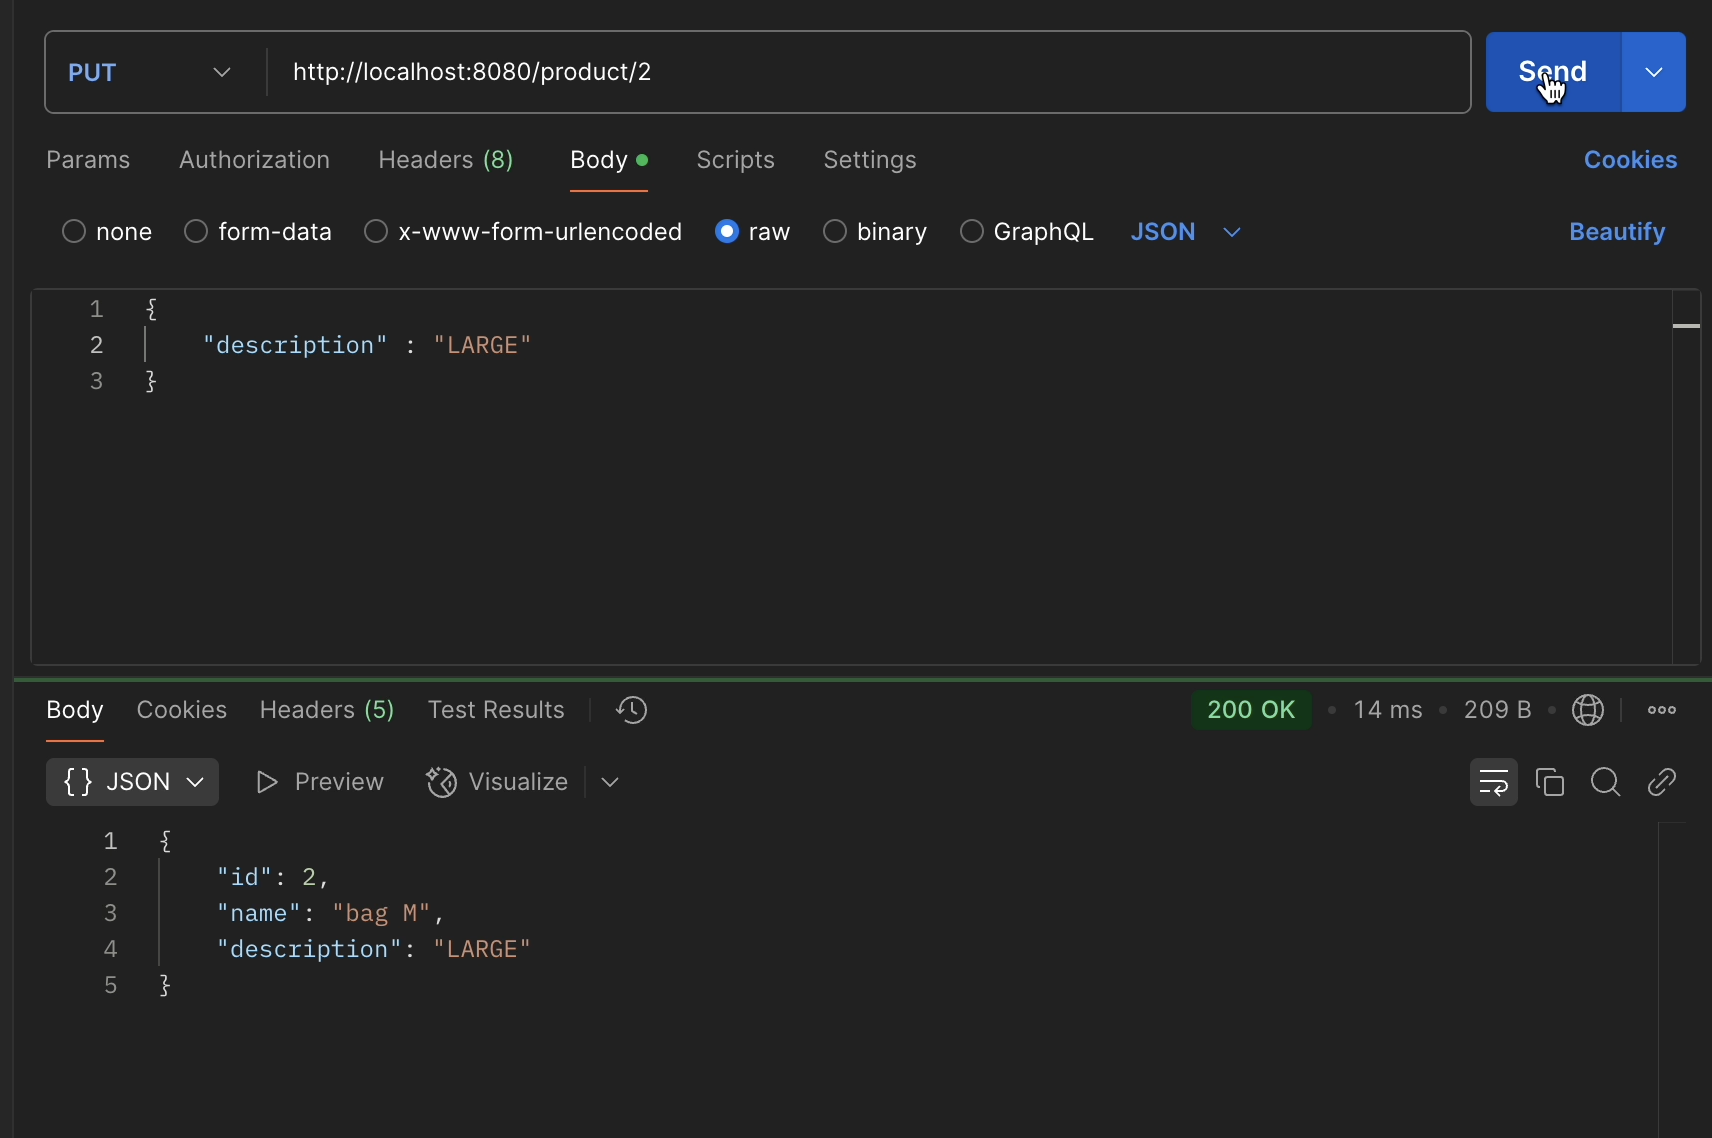 PUT http://localhost:8080/product/2 Send
Params Authorization Headers (8) Body Scripts Settings Cookies
none form-data x-www-form-urlencoded raw binary GraphQL JSON Beautify
1 {
2 "description" : "LARGE"
3 }
Body Cookies Headers (5) Test Results 200 OK • 14 ms • 209 B •
{} JSON Preview Visualize
1 {
2 "id": 2,
3 "name": "bag M",
4 "description": "LARGE"
5 }